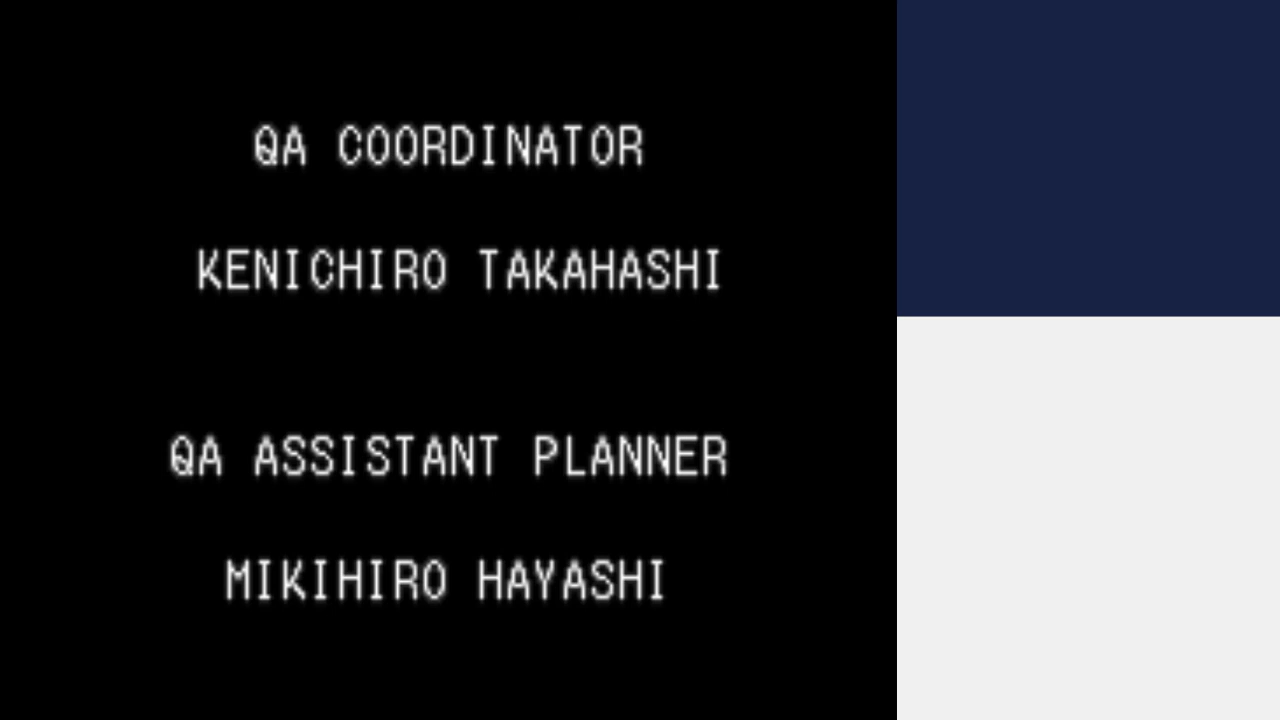 QA COORDINATOR
KENICHIRO TAKAHASHI
QA ASSISTANT PLANNER
MIKIHIRO HAYASHI